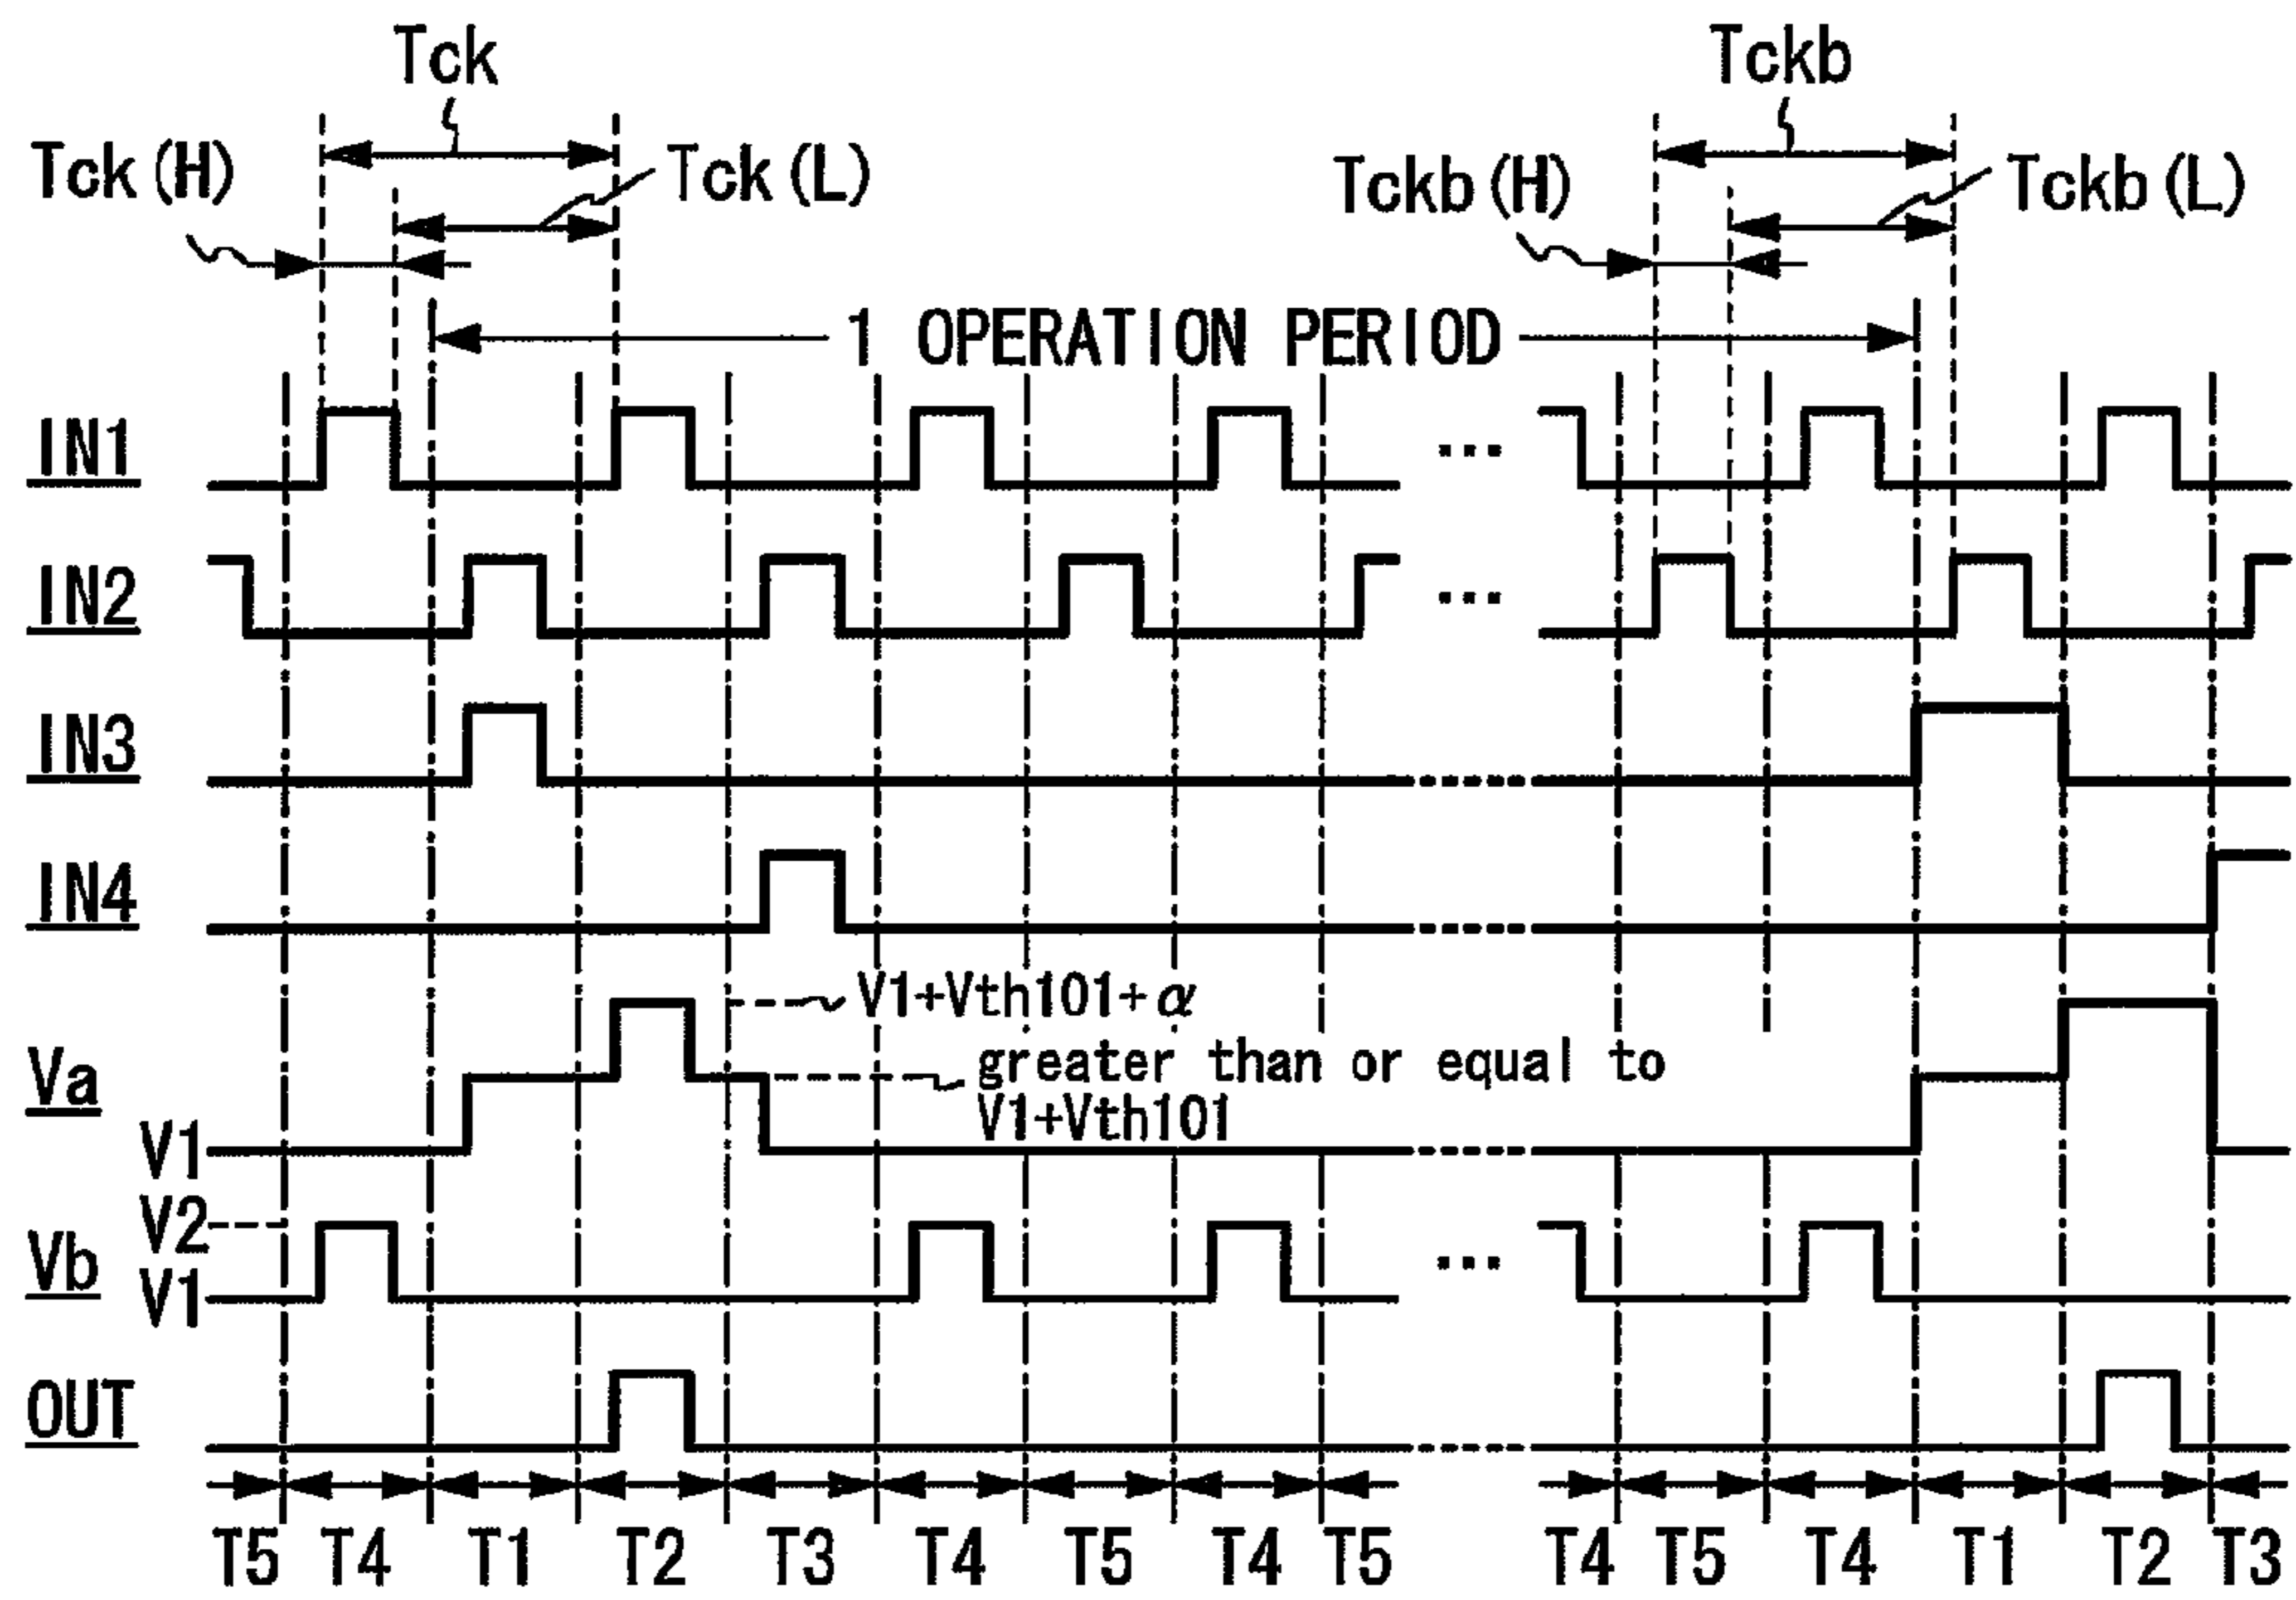 Tck
Tckb
Tck(H)
Tck(L)
Tckb(H)
Tckb(L)
1 OPERATION PERIOD
IN1
...
IN2
...
IN3
IN4
V1+Vth101+α
Va
greater than or equal to
V1+Vth101
V1
V2
Vb
...
V1
OUT
T5 T4 T1 T2 T3 T4 T5 T4 T5 T4 T5 T4 T1 T2 T3